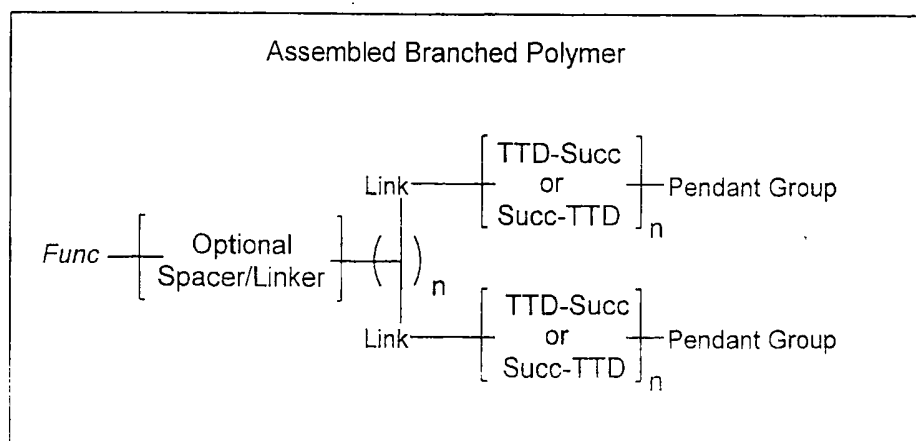 Assembled Branched Polymer
Link
TTD-Succ
or
Succ-TTD
n
Pendant Group
Func
Optional
Spacer/Linker
( )
n
Link
TTD-Succ
or
Succ-TTD
n
Pendant Group